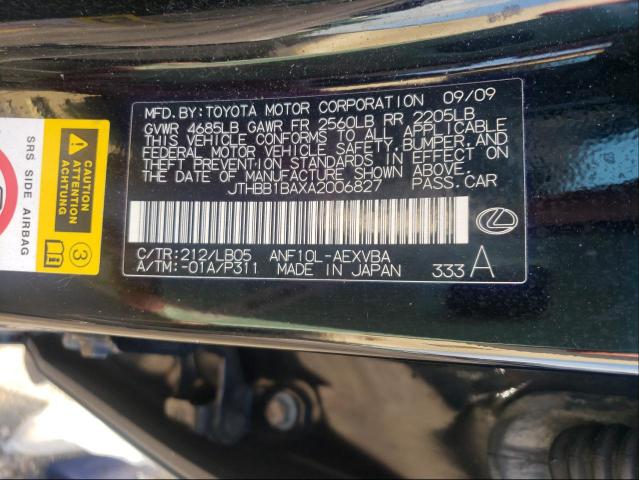 MFD.BY:TOYOTA MOTOR CORPORATION 09/09
GVWR 4685LB GAWR FR 2560LB RR 2205LB
THIS VEHICLE CONFORMS TO ALL APPLICABLE
FEDERAL MOTOR VEHICLE SAFETY, BUMPER, AND
THEFT PREVENTION STANDARDS IN EFFECT ON
THE DATE OF MANUFACTURE SHOWN ABOVE.
JTHBB1BAXA2006827 PASS.CAR
C/TR:212/LB05 ANF10L-AEXVBA
A/TM:-01A/P311 MADE IN JAPAN 333 A
SRS SIDE AIRBAG
CAUTION
ATTENTION
ACHTUNG
3